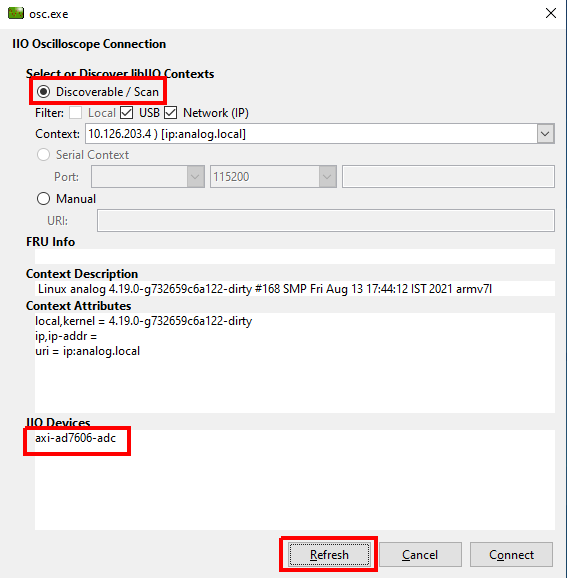 osc.exe
IIO Oscilloscope Connection
Select or Discover libIIO Contexts
Discoverable / Scan
Filter: Local USB Network (IP)
Context: 10.126.203.4 ) [ip:analog.local]
Serial Context
Port: 115200
Manual
URI:
FRU Info
Context Description
Linux analog 4.19.0-g732659c6a122-dirty #168 SMP Fri Aug 13 17:44:12 IST 2021 armv7l
Context Attributes
local,kernel = 4.19.0-g732659c6a122-dirty
ip,ip-addr =
uri = ip:analog.local
IIO Devices
axi-ad7606-adc
Refresh Cancel Connect